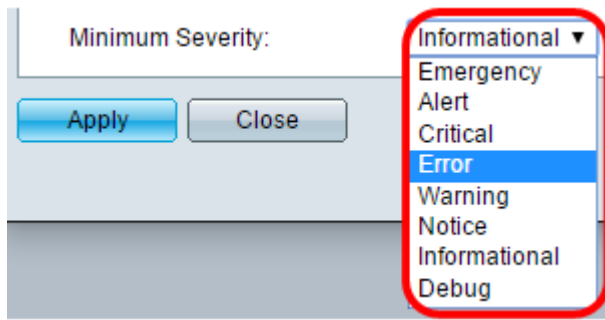 Minimum Severity: Informational ▼
Emergency
Alert
Apply Close
Critical
Error
Warning
Notice
Informational
Debug